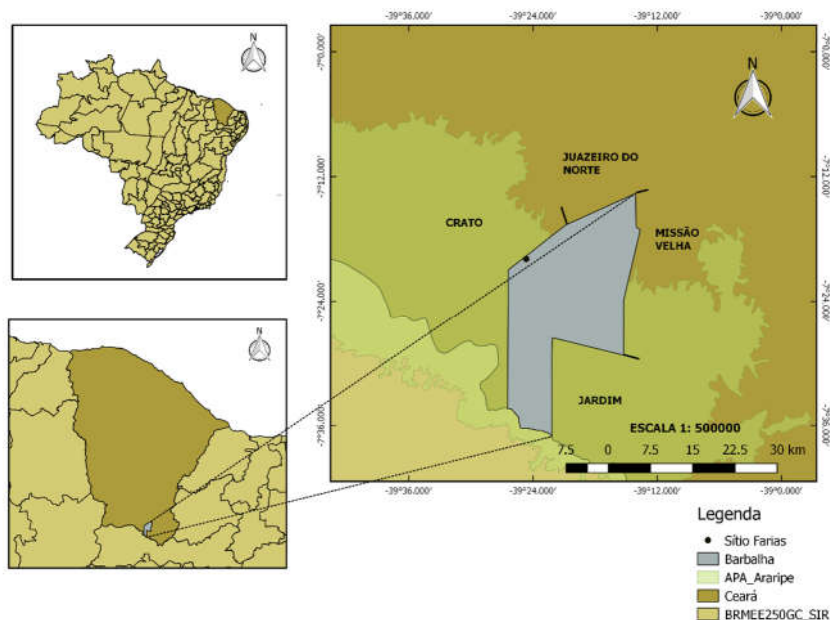 N
-39°36.000' -39°24.000' -39°12.000' -39°0.000'
-7°0.000' -7°0.000'
N
JUAZEIRO DO
NORTE
-7°12.000' -7°12.000'
CRATO
MISSÃO
VELHA
-7°24.000' -7°24.000'
N
JARDIM
-7°36.000' -7°36.000'
ESCALA 1: 500000
7.5 0 7.5 15 22.5 30 km
-39°36.000' -39°24.000' -39°12.000' -39°0.000'
Legenda
Sítio Farias
Barbalha
APA_Araripe
Ceará
BRMEE250GC_SIR